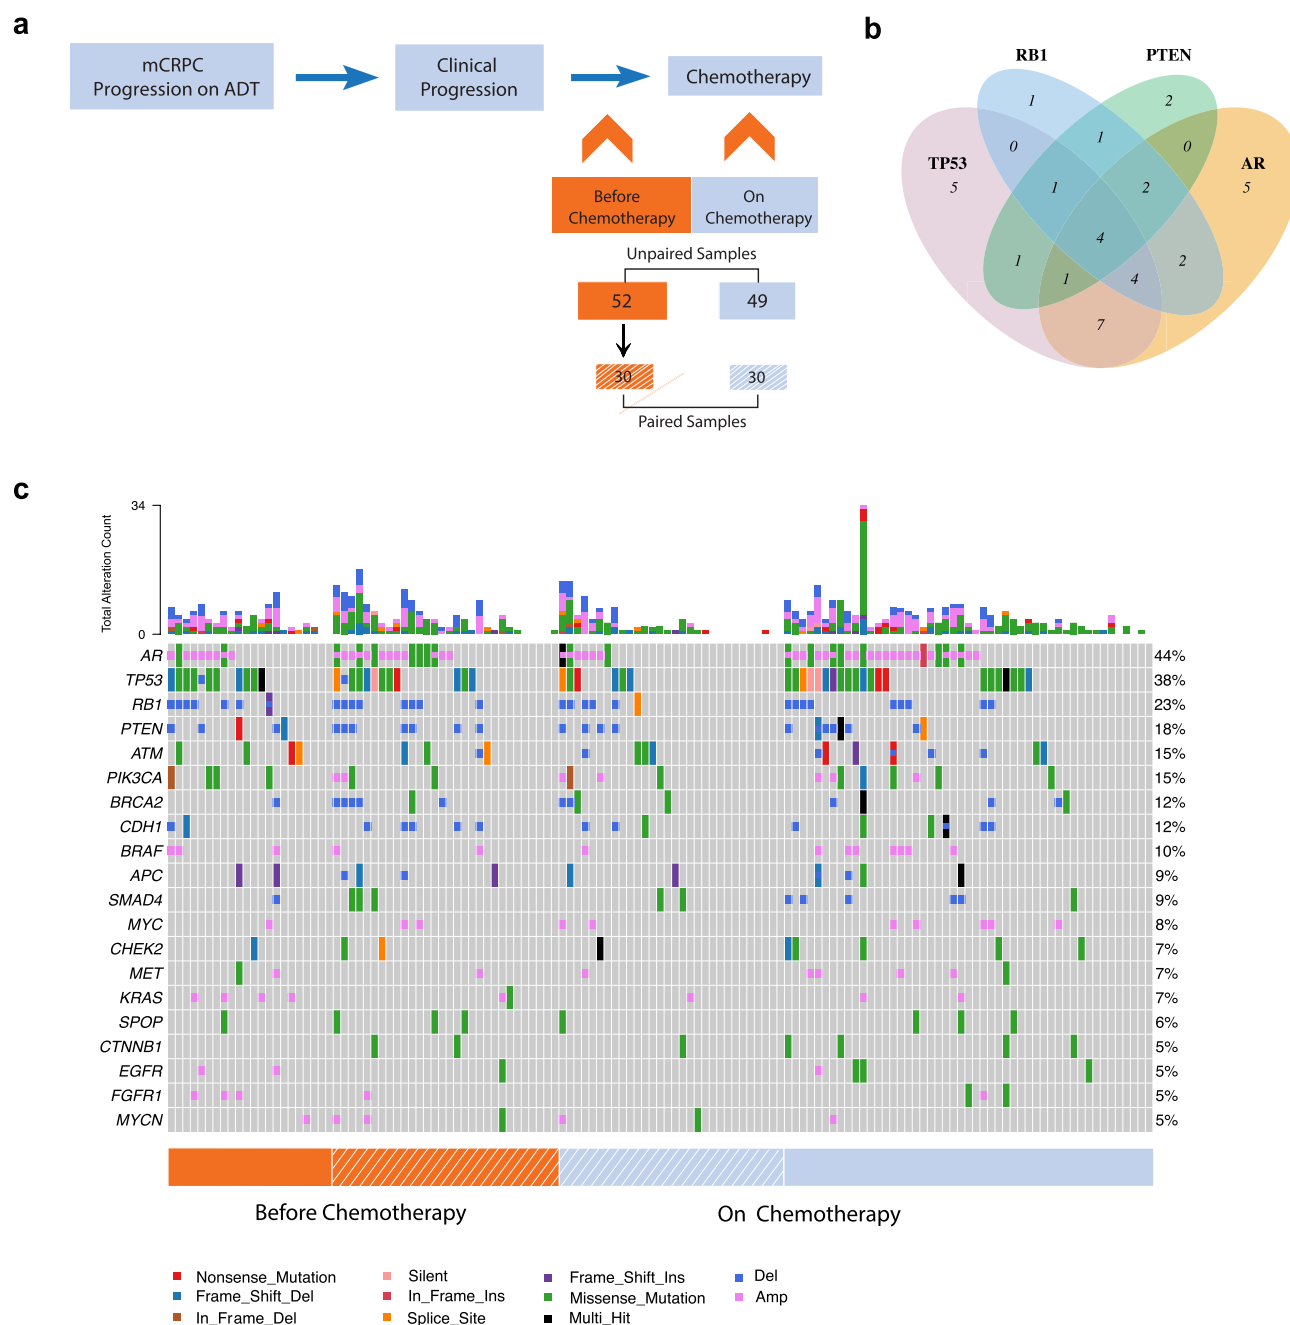 a
mCRPC
Progression on ADT
Clinical
Progression
Chemotherapy
Before
Chemotherapy
On
Chemotherapy
Unpaired Samples
52
49
30
30
Paired Samples
b
RB1
PTEN
TP53
AR
1
2
0
1
0
5
1
2
5
4
1
1
4
2
7
c
Total Alteration Count
34
0
AR 44%
TP53 38%
RB1 23%
PTEN 18%
ATM 15%
PIK3CA 15%
BRCA2 12%
CDH1 12%
BRAF 10%
APC 9%
SMAD4 9%
MYC 8%
CHEK2 7%
MET 7%
KRAS 7%
SPOP 6%
CTNNB1 5%
EGFR 5%
FGFR1 5%
MYCN 5%
Before Chemotherapy
On Chemotherapy
Nonsense_Mutation
Frame_Shift_Del
In_Frame_Del
Silent
In_Frame_Ins
Splice_Site
Frame_Shift_Ins
Missense_Mutation
Multi_Hit
Del
Amp